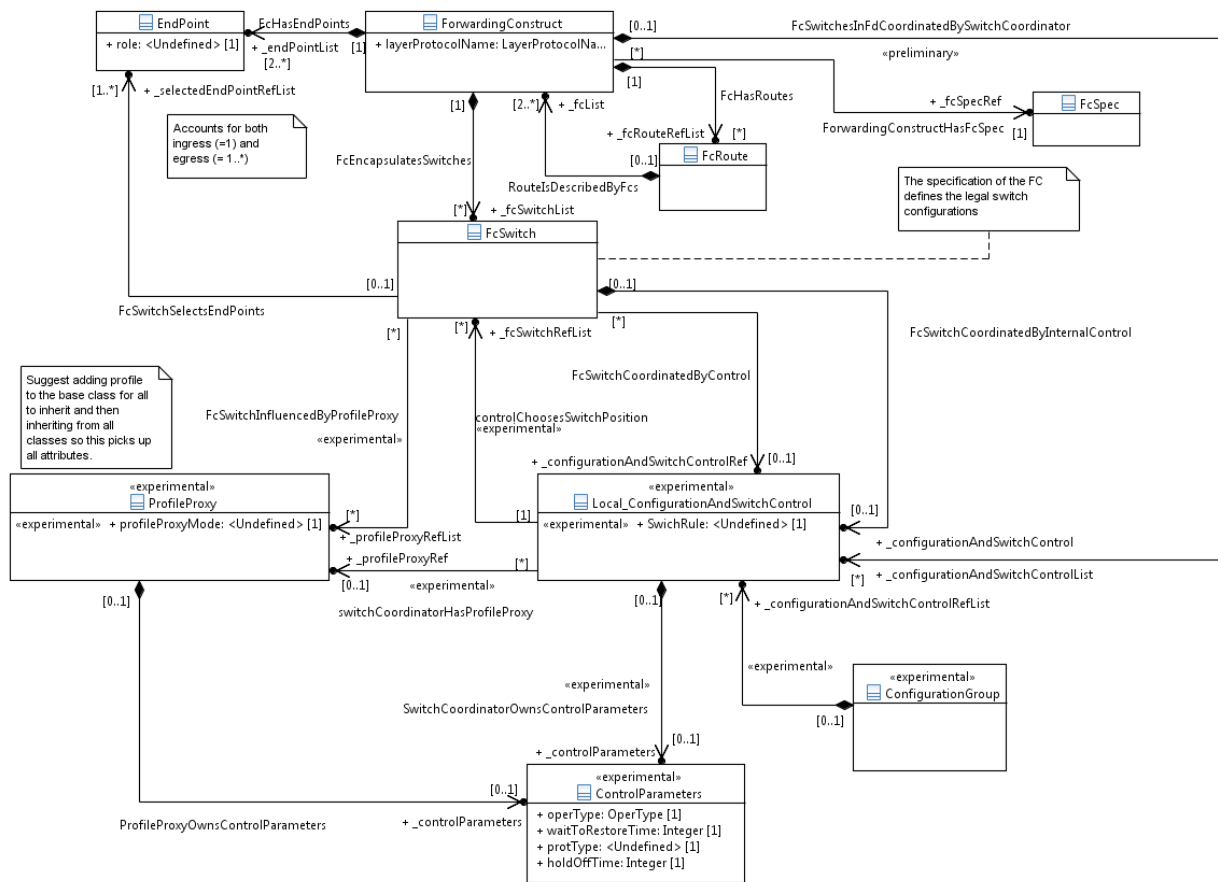 EndPoint
+ role: <Undefined> [1]
FcHasEndPoints
+ _endPointList
[2..*]
[1]
ForwardingConstruct
+ layerProtocolName: LayerProtocolNa...
[0..1]
FcSwitchesInFdCoordinatedBySwitchCoordinator
«preliminary»
[*]
[1]
[1..*]
+ _selectedEndPointRefList
[1]
[2..*]
+ _fcList
FcHasRoutes
+ _fcSpecRef
FcSpec
[1]
ForwardingConstructHasFcSpec
Accounts for both
ingress (=1) and
egress (= 1..*)
+ _fcRouteRefList
[*]
FcRoute
[0..1]
FcEncapsulatesSwitches
RouteIsDescribedByFcs
The specification of the FC
defines the legal switch
configurations
[*]
+ _fcSwitchList
FcSwitch
[0..1]
[0..1]
FcSwitchSelectsEndPoints
[*]
[*]
+ _fcSwitchRefList
[*]
FcSwitchCoordinatedByInternalControl
Suggest adding profile
to the base class for all
to inherit and then
inheriting from all
classes so this picks up
all attributes.
FcSwitchCoordinatedByControl
FcSwitchInfluencedByProfileProxy
«experimental»
controlChoosesSwitchPosition
«experimental»
+ _configurationAndSwitchControlRef
[0..1]
«experimental»
ProfileProxy
«experimental» + profileProxyMode: <Undefined> [1]
«experimental»
Local_ConfigurationAndSwitchControl
«experimental» + SwichRule: <Undefined> [1]
[*]
+ _profileProxyRefList
[1]
[0..1]
+ _configurationAndSwitchControl
+ _profileProxyRef
[0..1]
[*]
«experimental»
switchCoordinatorHasProfileProxy
[*]
+ _configurationAndSwitchControlList
[0..1]
[0..1]
[*]
+ _configurationAndSwitchControlRefList
«experimental»
«experimental»
SwitchCoordinatorOwnsControlParameters
«experimental»
ConfigurationGroup
[0..1]
[0..1]
+ _controlParameters
«experimental»
ControlParameters
+ operType: OperType [1]
+ waitToRestoreTime: Integer [1]
+ protType: <Undefined> [1]
+ holdOffTime: Integer [1]
[0..1]
+ _controlParameters
ProfileProxyOwnsControlParameters